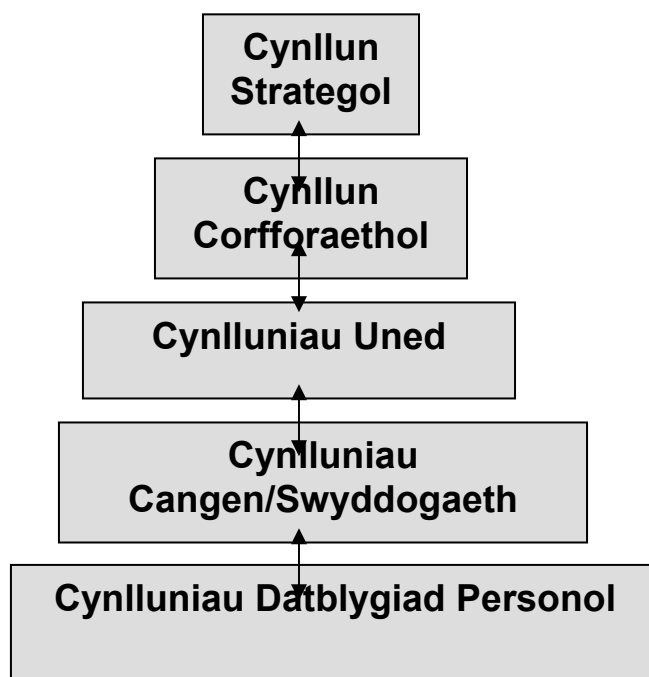 Cynllun
Strategol
Cynllun
Corfforaethol
Cynlluniau Uned
Cynlluniau
Cangen/Swyddogaeth
Cynlluniau Datblygiad Personol